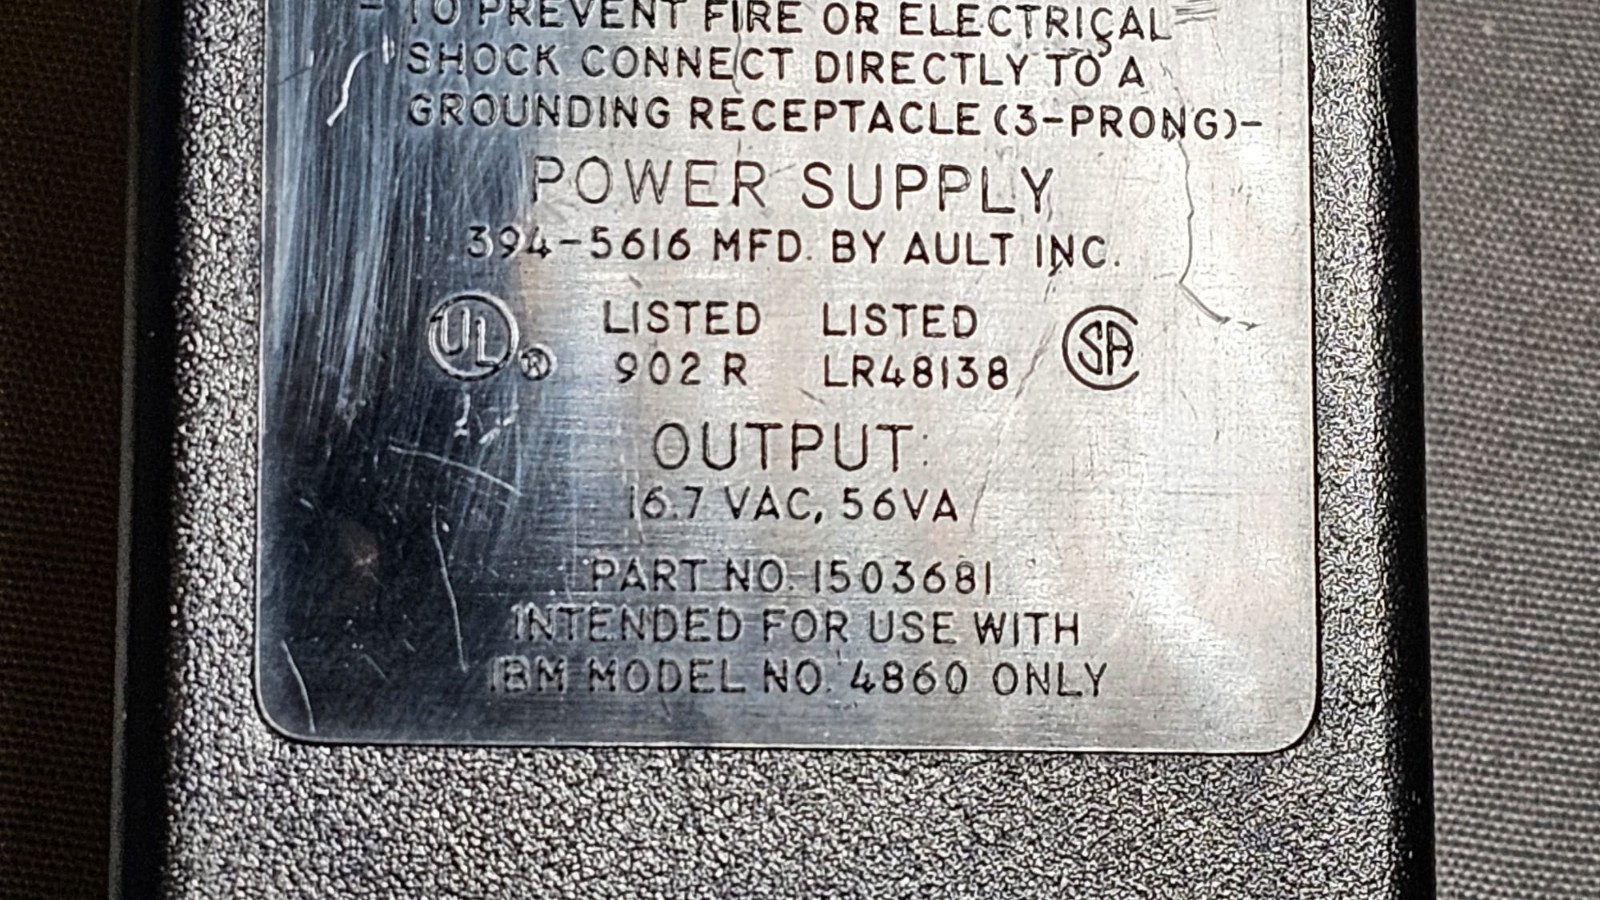 - TO PREVENT FIRE OR ELECTRICAL
SHOCK CONNECT DIRECTLY TO A
GROUNDING RECEPTACLE (3-PRONG)-
POWER SUPPLY
394-5616 MFD. BY AULT INC.
UL ® LISTED 902 R
LISTED LR48138 SA
OUTPUT:
16.7 VAC, 56VA
PART NO. 1503681
INTENDED FOR USE WITH
IBM MODEL NO. 4860 ONLY